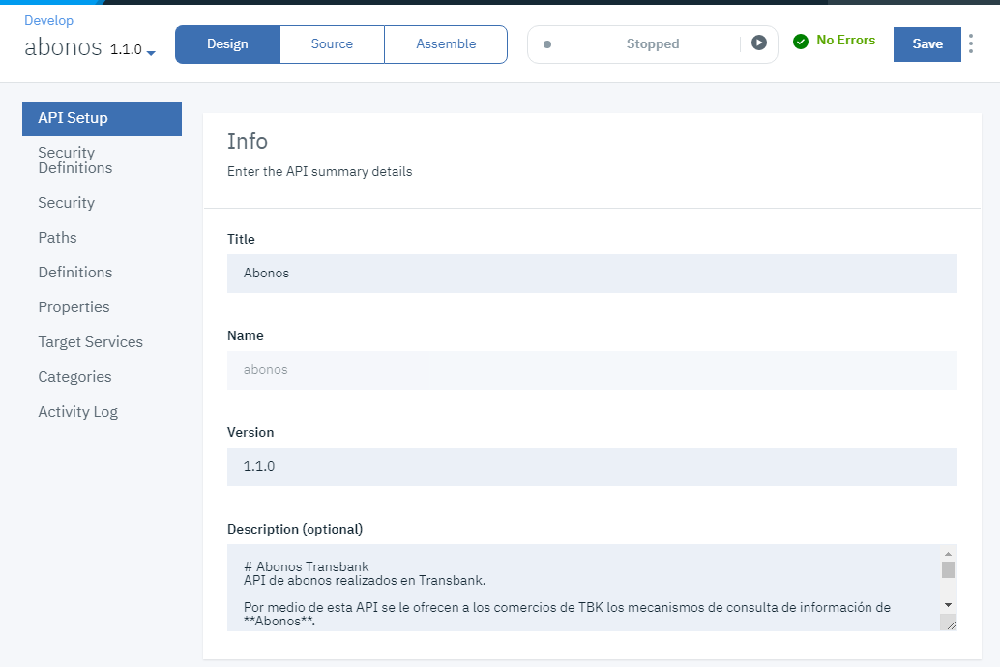 Develop
abonos 1.1.0
Design
Source
Assemble
Stopped
No Errors
Save
API Setup
Security
Definitions
Security
Paths
Definitions
Properties
Target Services
Categories
Activity Log
Info
Enter the API summary details
Title
Abonos
Name
abonos
Version
1.1.0
Description (optional)
# Abonos Transbank
API de abonos realizados en Transbank.
Por medio de esta API se le ofrecen a los comercios de TBK los mecanismos de consulta de información de
**Abonos**.